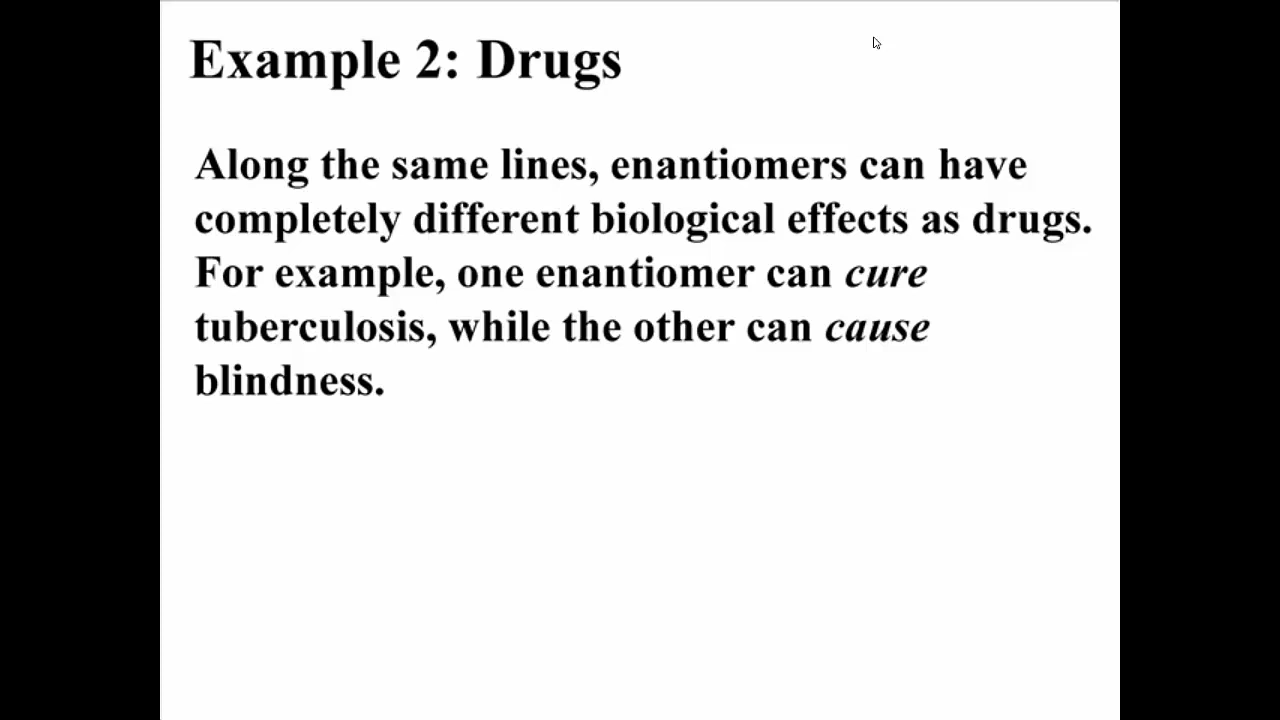 Example 2: Drugs
Along the same lines, enantiomers can have
completely different biological effects as drugs.
For example, one enantiomer can cure
tuberculosis, while the other can cause
blindness.